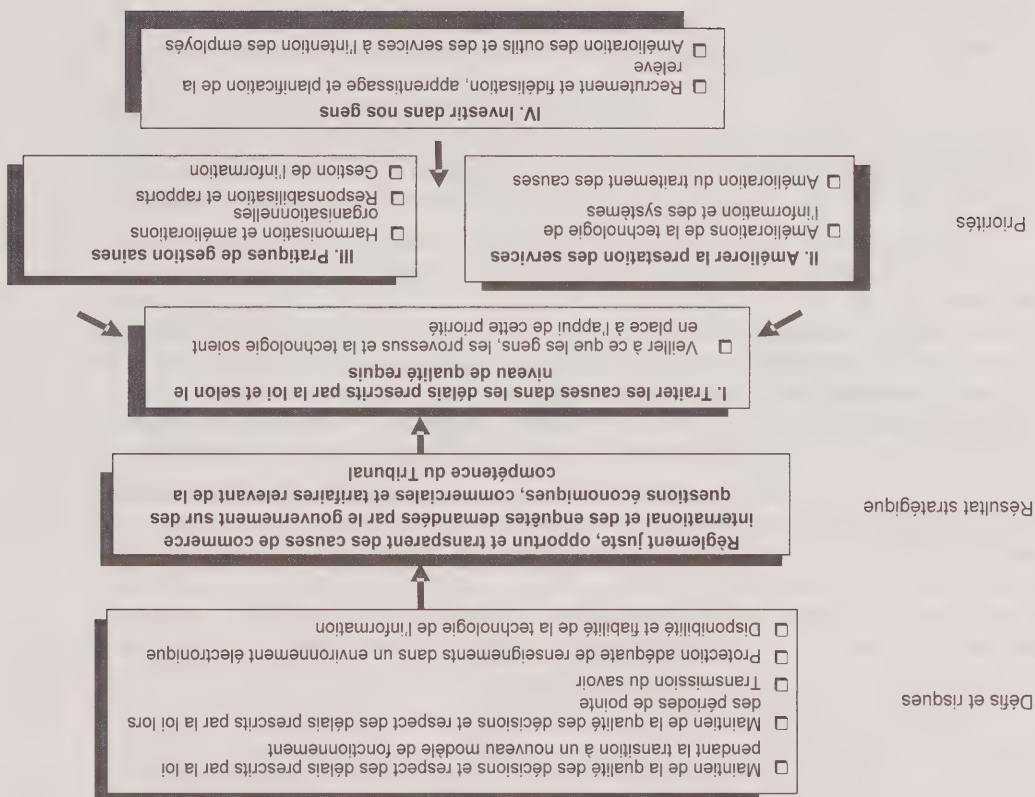 Défis et risques
❑ Maintien de la qualité des décisions et respect des délais prescrits par la loi
pendant la transition à un nouveau modèle de fonctionnement
❑ Maintien de la qualité des décisions et respect des délais prescrits par la loi lors
des périodes de pointe
❑ Transmission du savoir
❑ Protection adéquate de renseignements dans un environnement électronique
❑ Disponibilité et fiabilité de la technologie de l'information
Résultat stratégique
Règlement juste, opportun et transparent des causes de commerce
international et des enquêtes demandées par le gouvernement sur des
questions économiques, commerciales et tarifaires relevant de la
compétence du Tribunal
Priorités
I. Traiter les causes dans les délais prescrits par la loi et selon le
niveau de qualité requis
❑ Veiller à ce que les gens, les provessus et la technologie soient
en place à l'appui de cette priorité
II. Améliorer la prestation des services
❑ Améliorations de la technologie de
l'information et des systèmes
❑ Amélioration du traitement des causes
III. Pratiques de gestion saines
❑ Harmonisation et améliorations
organisationnelles
❑ Responsabilisation et rapports
❑ Gestion de l'information
IV. Investir dans nos gens
❑ Recrutement et fidélisation, apprentissage et planification de la
relève
❑ Amélioration des outils et des services à l'intention des employés